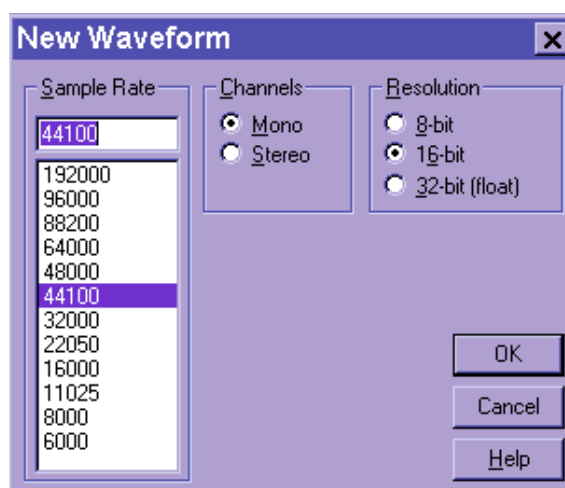 New Waveform
Sample Rate
44100
192000
96000
88200
64000
48000
44100
32000
22050
16000
11025
8000
6000
Channels
Mono
Stereo
Resolution
8-bit
16-bit
32-bit (float)
OK
Cancel
Help